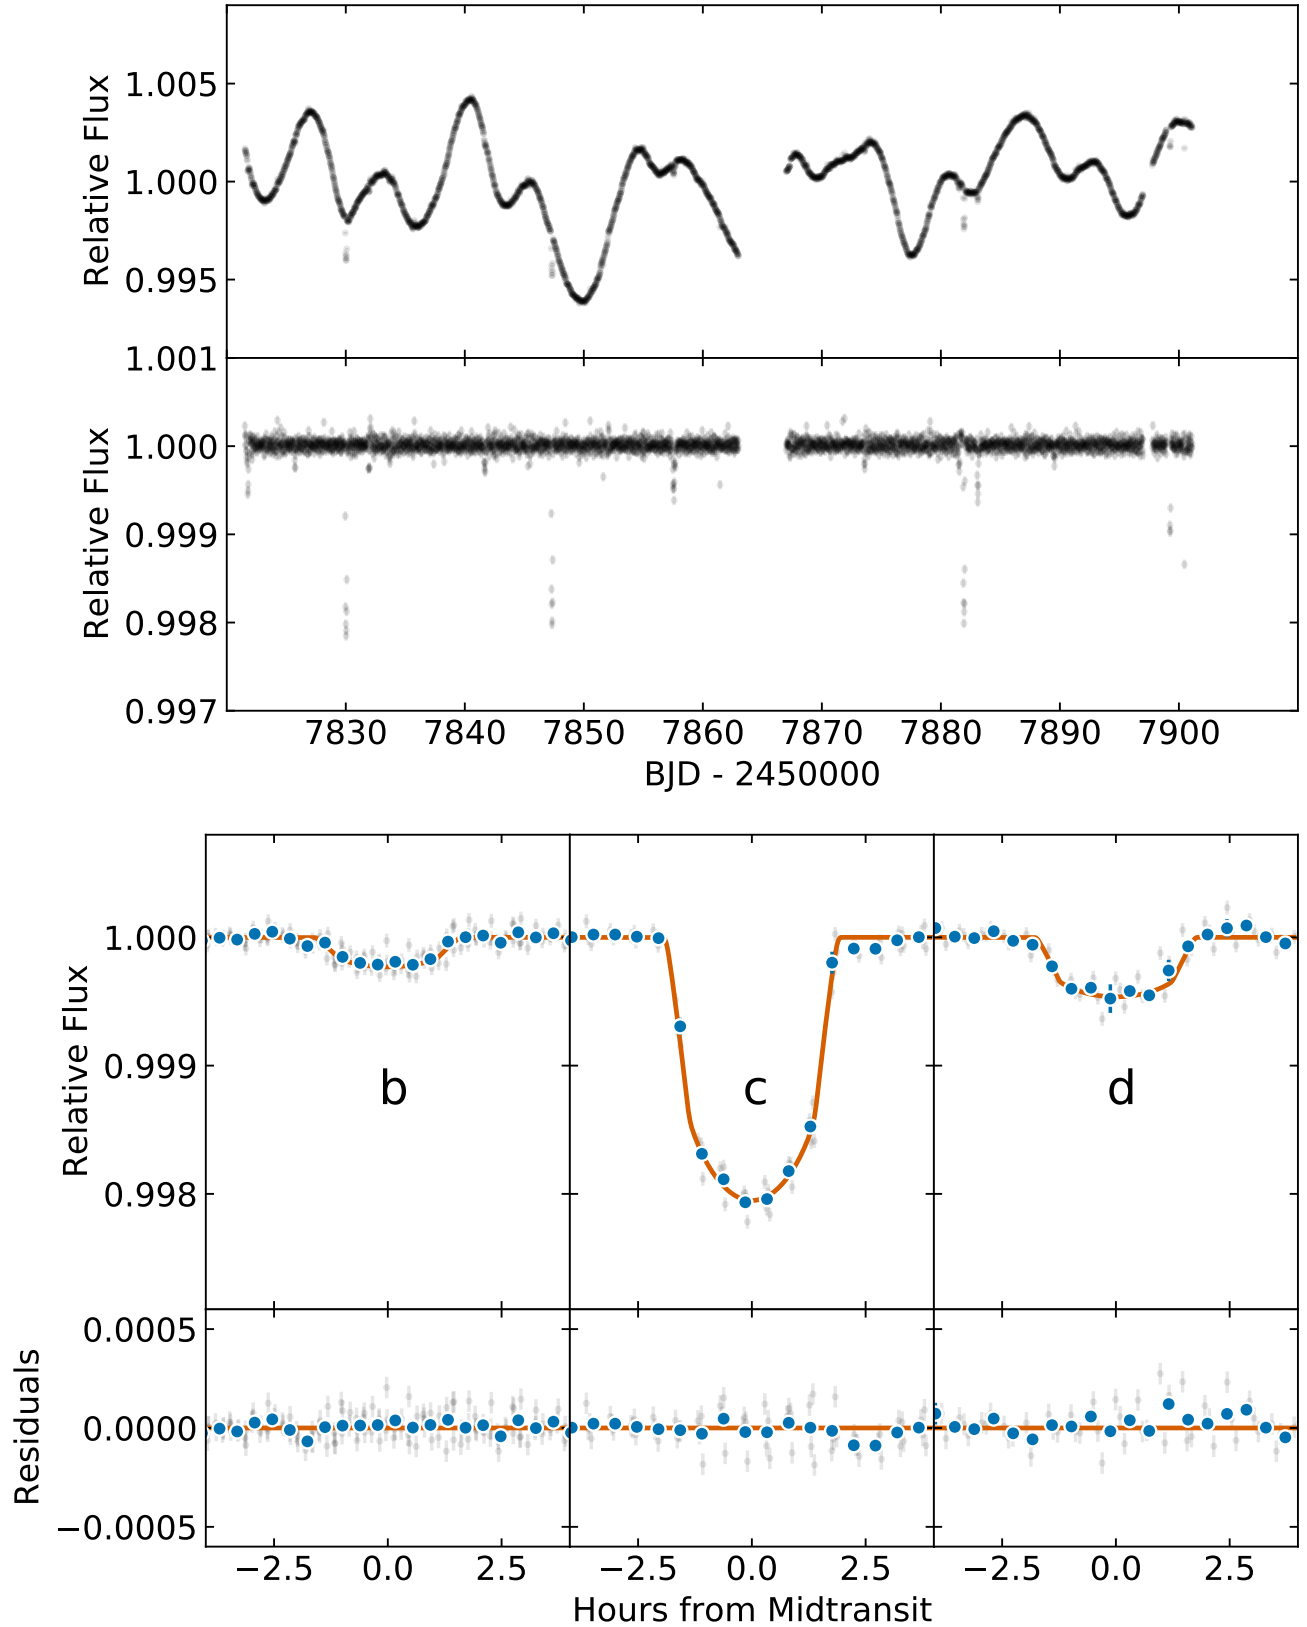 Relative Flux
1.005
1.000
0.995
Relative Flux
1.001
1.000
0.999
0.998
0.997
7830 7840 7850 7860 7870 7880 7890 7900
BJD - 2450000
Relative Flux
1.000
0.999
0.998
b c d
Residuals
0.0005
0.0000
−0.0005
−2.5 0.0 2.5 −2.5 0.0 2.5 −2.5 0.0 2.5
Hours from Midtransit